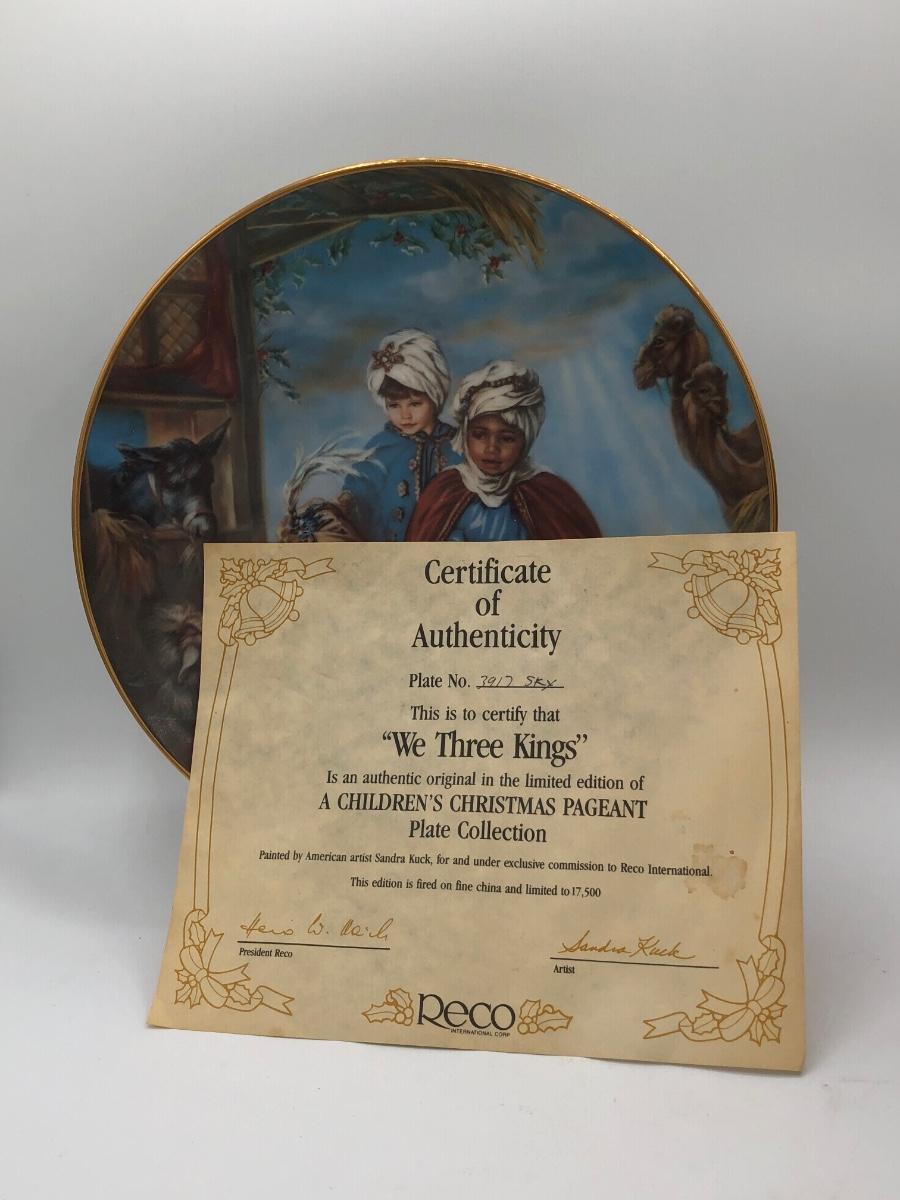 Certificate
of
Authenticity
Plate No. 3917 SKX
This is to certify that
“We Three Kings”
Is an authentic original in the limited edition of
A CHILDREN'S CHRISTMAS PAGEANT
Plate Collection
Painted by American artist Sandra Kuck, for and under exclusive commission to Reco International.
This edition is fired on fine china and limited to 17,500
W.
President Reco
Sandra Kuck
Artist
Reco
INTERNATIONAL CORP